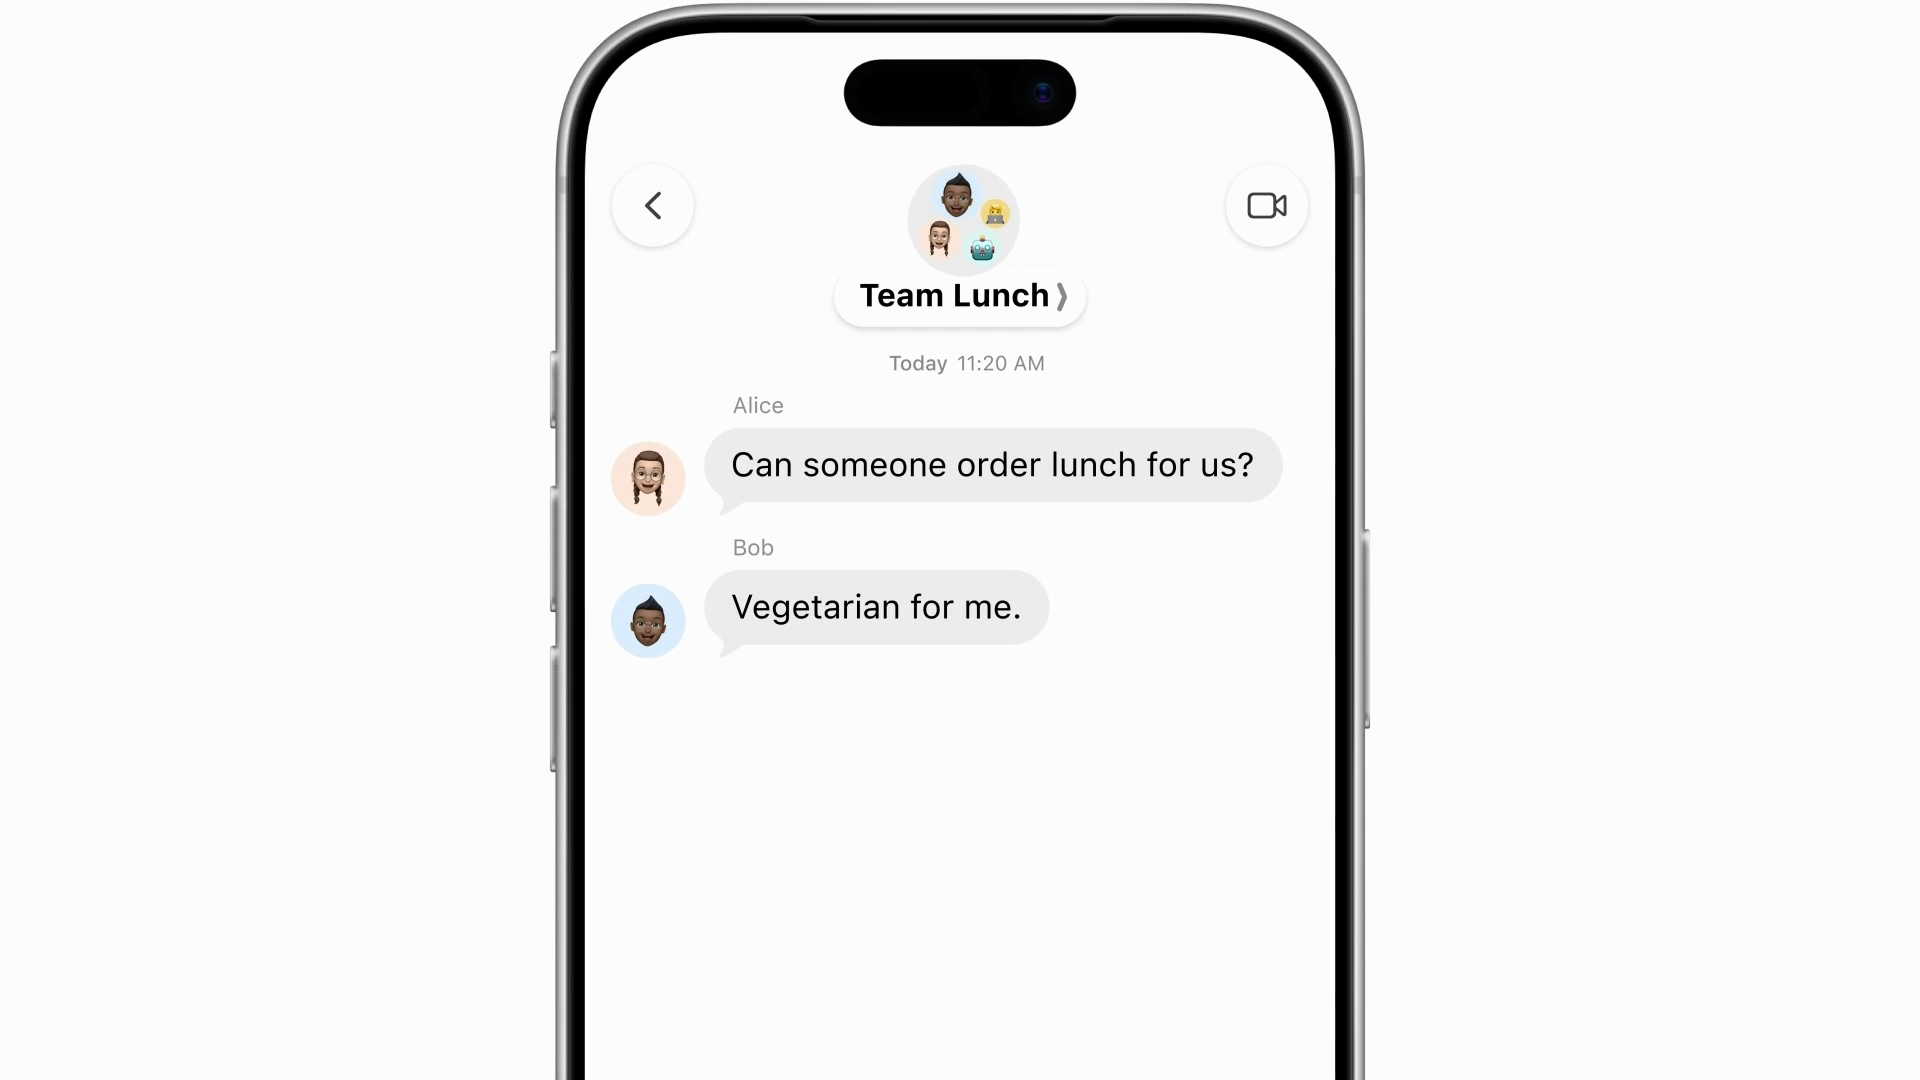 Team Lunch
Today 11:20 AM
Alice
Can someone order lunch for us?
Bob
Vegetarian for me.